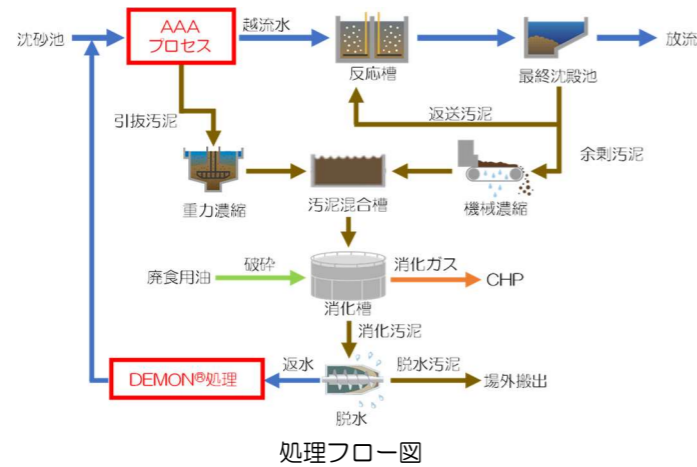 沈砂池
AAA
プロセス
越流水
反応槽
最終沈殿池
放流
引抜汚泥
返送汚泥
余剰汚泥
重力濃縮
汚泥混合槽
機械濃縮
廃食用油
破砕
消化ガス
CHP
消化槽
消化汚泥
DEMON®処理
返水
脱水汚泥
場外搬出
脱水
処理フロー図